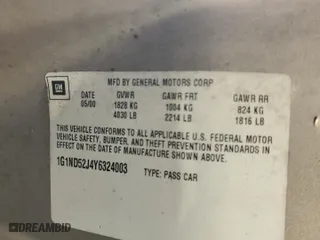 GM
MFD BY GENERAL MOTORS CORP
DATE GVWR GAWR FRT GAWR RR
05/00 1828 KG 1004 KG 824 KG
4030 LB 2214 LB 1816 LB
THIS VEHICLE CONFORMS TO ALL APPLICABLE U.S. FEDERAL MOTOR
VEHICLE SAFETY, BUMPER, AND THEFT PREVENTION STANDARDS IN
EFFECT ON THE DATE OF MANUFACTURE SHOWN ABOVE.
1G1ND52J4Y6324003 TYPE: PASS CAR
DREAMBID